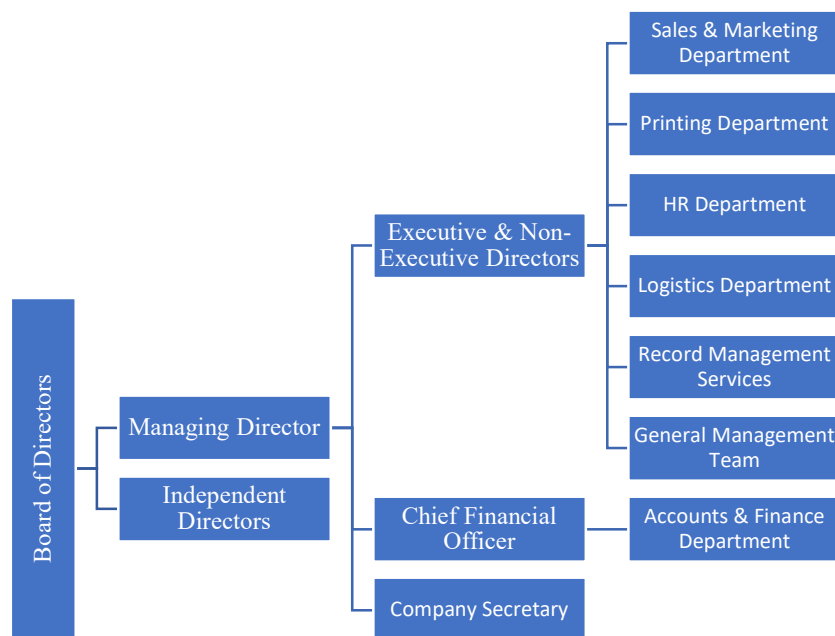 Sales & Marketing
Department
Printing Department
HR Department
Executive & Non-
Executive Directors
Logistics Department
Record Management
Services
Board of Directors
Managing Director
General Management
Team
Independent
Directors
Chief Financial
Officer
Accounts & Finance
Department
Company Secretary